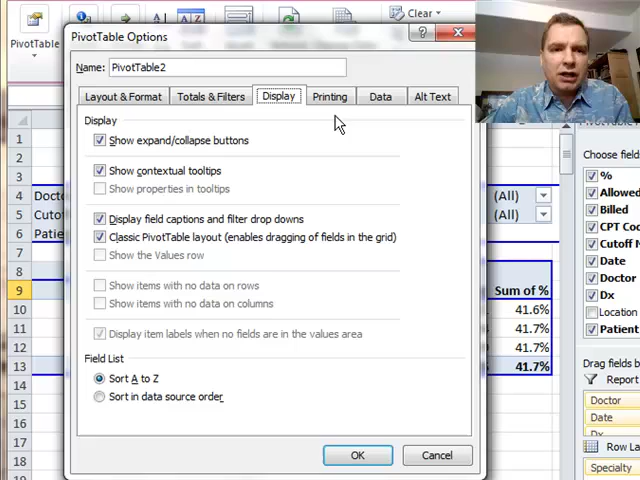 Clear
PivotTable
PivotTable Options
Name: PivotTable2
Layout & Format Totals & Filters Display Printing Data Alt Text
Display
Show expand/collapse buttons
Show contextual tooltips
Show properties in tooltips
Display field captions and filter drop downs
Classic PivotTable layout (enables dragging of fields in the grid)
Show the Values row
Show items with no data on rows
Show items with no data on columns
Display item labels when no fields are in the values area
Field List
Sort A to Z
Sort in data source order
OK Cancel
1
2
3
4 Doct (All)
5 Cuto (All)
6 Patie
7
8
9 Sum of %
10 41.6%
11 41.7%
12 41.7%
13 41.7%
14
15
16
17
18
19
Choose fields
%
Allowed
Billed
CPT Co
Cutoff N
Date
Doctor
Dx
Location
Patient
Drag fields b
Report
Doctor
Date
Dx
Row La
Specialty